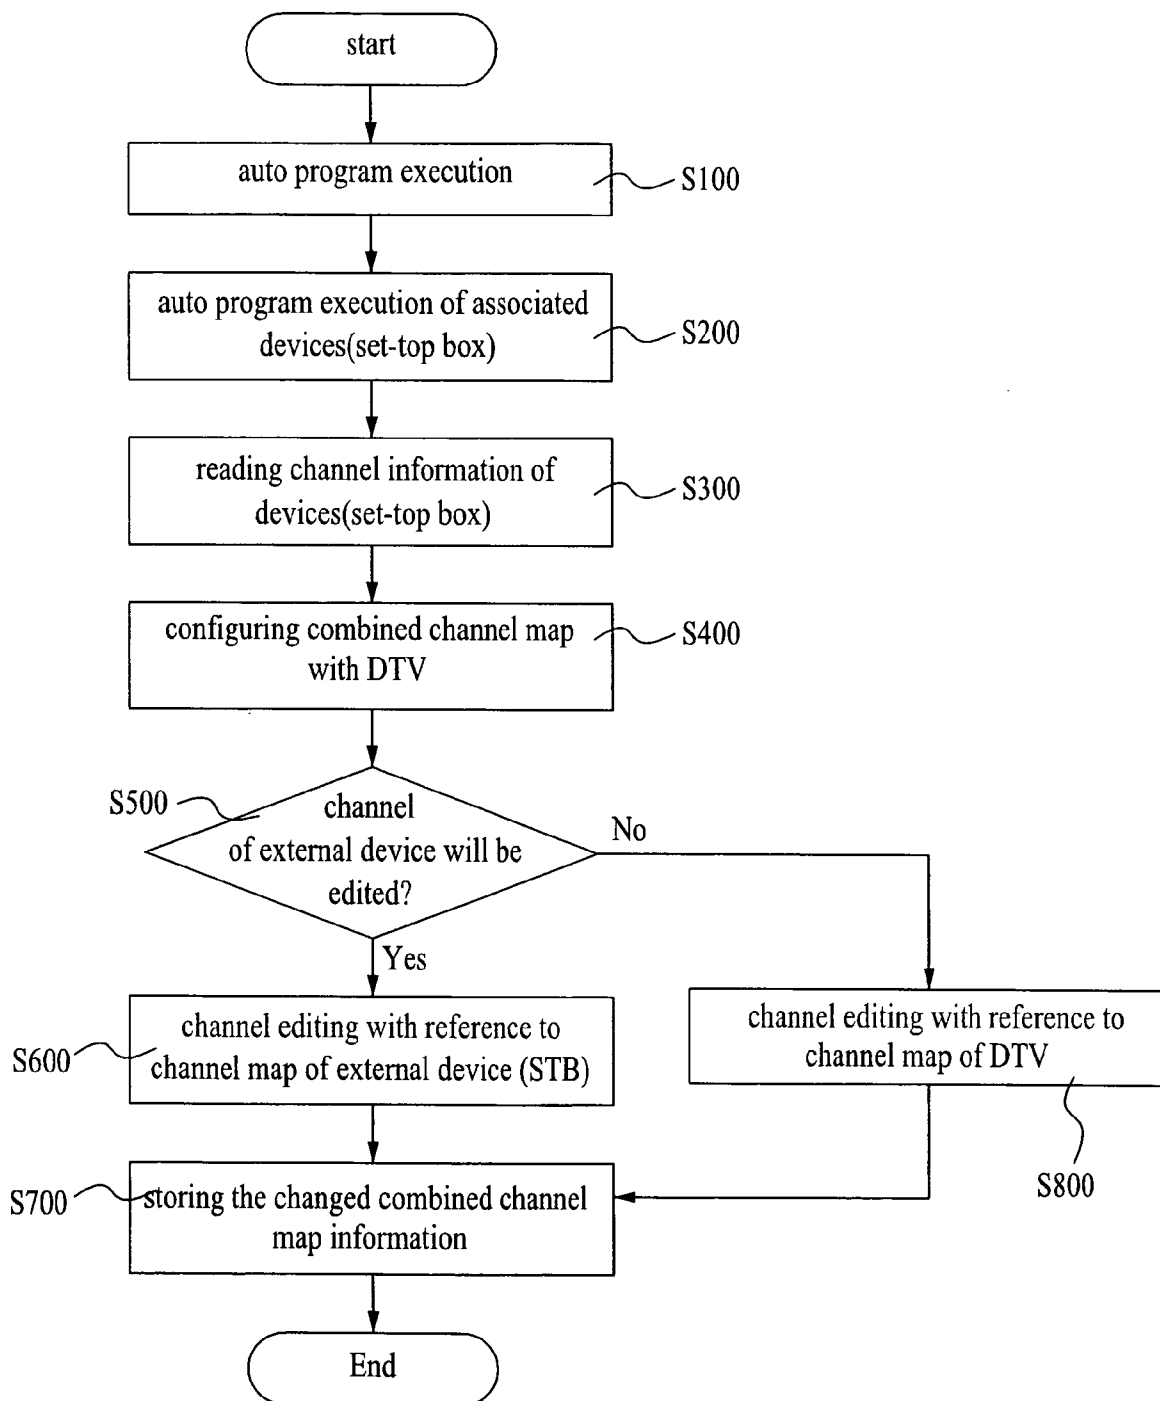 start
auto program execution
S100
auto program execution of associated
devices(set-top box)
S200
reading channel information of
devices(set-top box)
S300
configuring combined channel map
with DTV
S400
S500
channel
of external device will be
edited?
No
Yes
channel editing with reference to
channel map of external device (STB)
S600
channel editing with reference to
channel map of DTV
S800
S700
storing the changed combined channel
map information
End